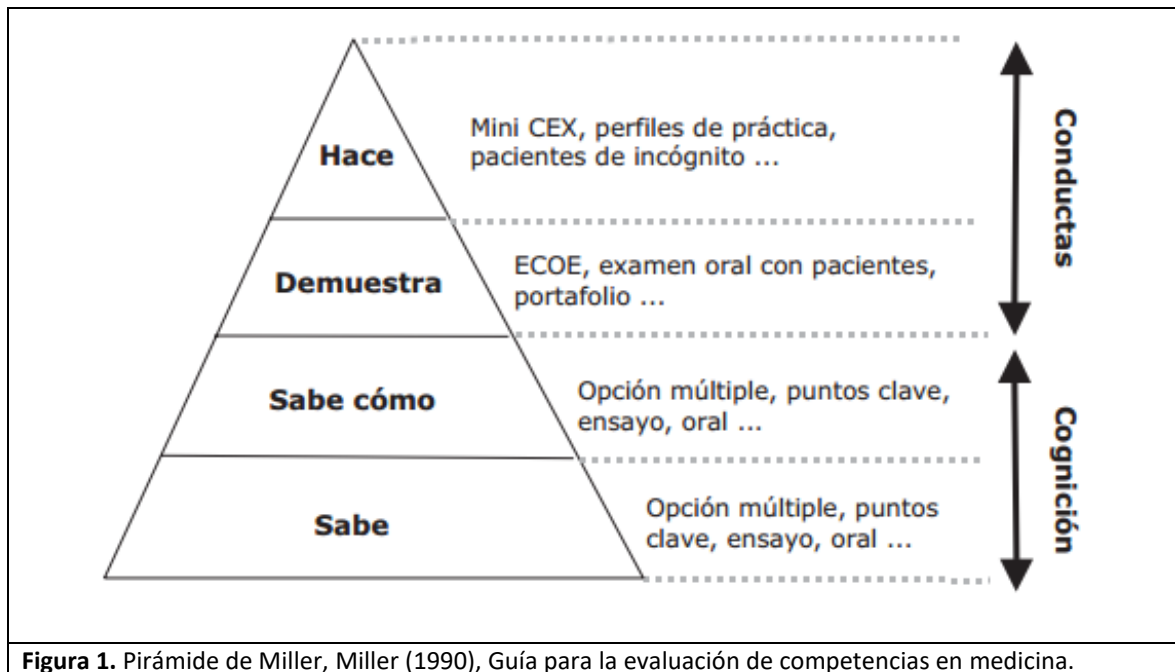 Hace
Mini CEX, perfiles de práctica,
pacientes de incógnito ...
Demuestra
ECOE, examen oral con pacientes,
portafolio ...
Conductas
Sabe cómo
Opción múltiple, puntos clave,
ensayo, oral ...
Sabe
Opción múltiple, puntos
clave, ensayo, oral ...
Cognición
Figura 1. Pirámide de Miller, Miller (1990), Guía para la evaluación de competencias en medicina.